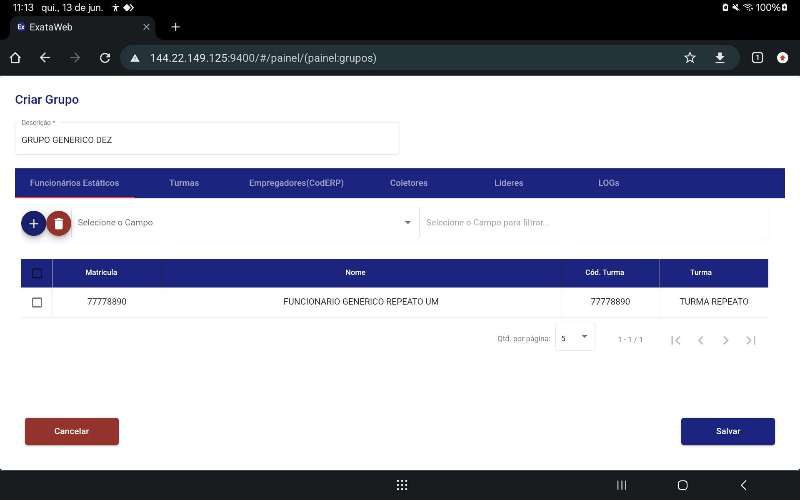 11:13 qui., 13 de jun. 100%
Ex ExataWeb
144.22.149.125:9400/#/painel/(painel:grupos) 1
Criar Grupo
Descrição *
GRUPO GENERICO DEZ
Funcionários Estáticos Turmas Empregadores(CodERP) Coletores Líderes LOGs
Selecione o Campo Selecione o Campo para filtrar...
Matrícula Nome Cód. Turma Turma
77778890 FUNCIONARIO GENERICO REPEATO UM 77778890 TURMA REPEATO
Qtd. por página: 5 1 - 1 / 1
Cancelar Salvar